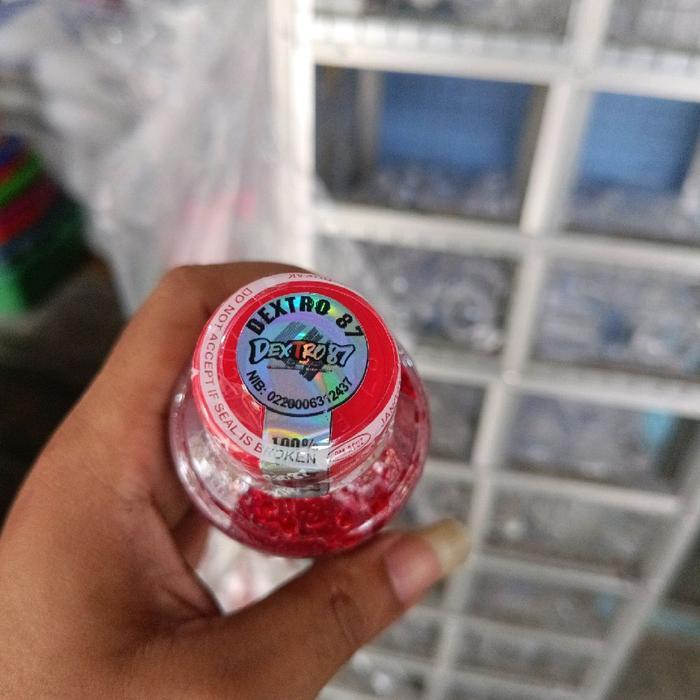 DEXTRO 87
DEXTRO'87
NIB: 0220006312437
100%
DO NOT ACCEPT IF SEAL IS BROKEN